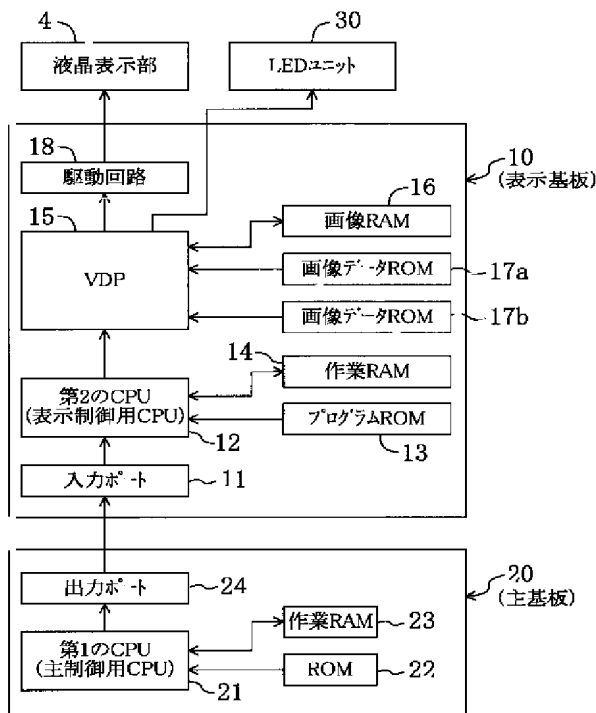 4
30
液晶表示部
LEDユニット
18
駆動回路
10
(表示基板)
15
16
画像RAM
VDP
画像データROM
17a
画像データROM
17b
14
作業RAM
第2のCPU
(表示制御用CPU)
プログラムROM
12
13
入力ポート
11
出力ポート
24
20
(主基板)
第1のCPU
(主制御用CPU)
作業RAM
23
ROM
22
21